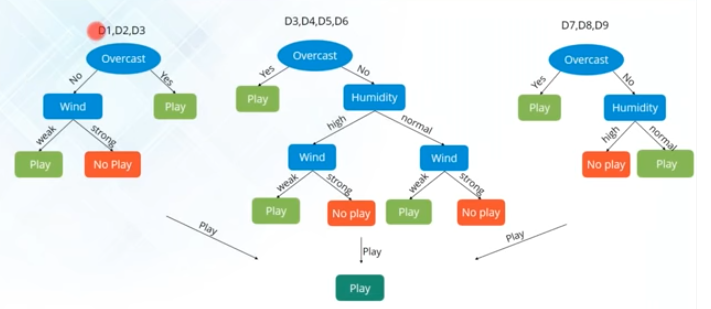 D1,D2,D3
Overcast
No
Yes
Wind
Play
weak
strong
Play
No Play
D3,D4,D5,D6
Overcast
Yes
No
Play
Humidity
high
normal
Wind
Wind
weak
strong
weak
strong
Play
No play
Play
No play
D7,D8,D9
Overcast
Yes
No
Play
Humidity
high
normal
No play
Play
Play
Play
Play
Play